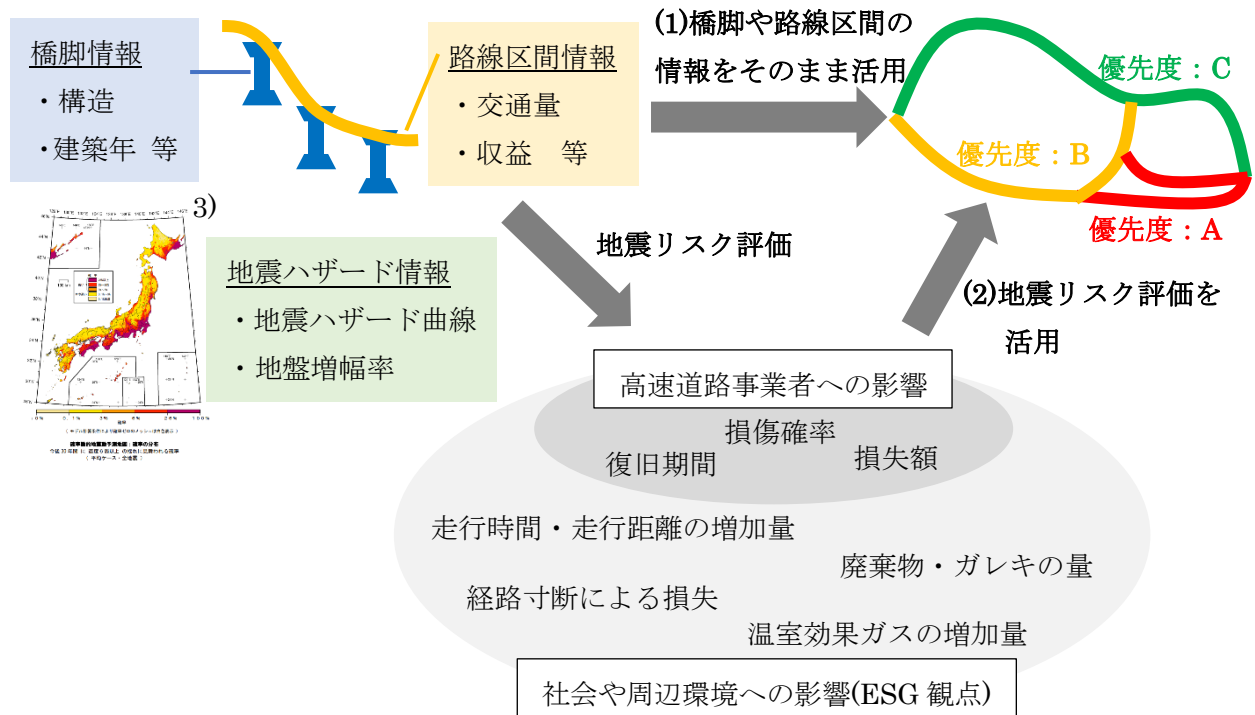 橋脚情報
・構造
・建築年 等
路線区間情報
・交通量
・収益 等
(1)橋脚や路線区間の
情報をそのまま活用
優先度：C
優先度：B
優先度：A
3)
地震ハザード情報
・地震ハザード曲線
・地盤増幅率
地震リスク評価
(2)地震リスク評価を
活用
高速道路事業者への影響
損傷確率
復旧期間
損失額
走行時間・走行距離の増加量
廃棄物・ガレキの量
経路寸断による損失
温室効果ガスの増加量
社会や周辺環境への影響(ESG 観点)